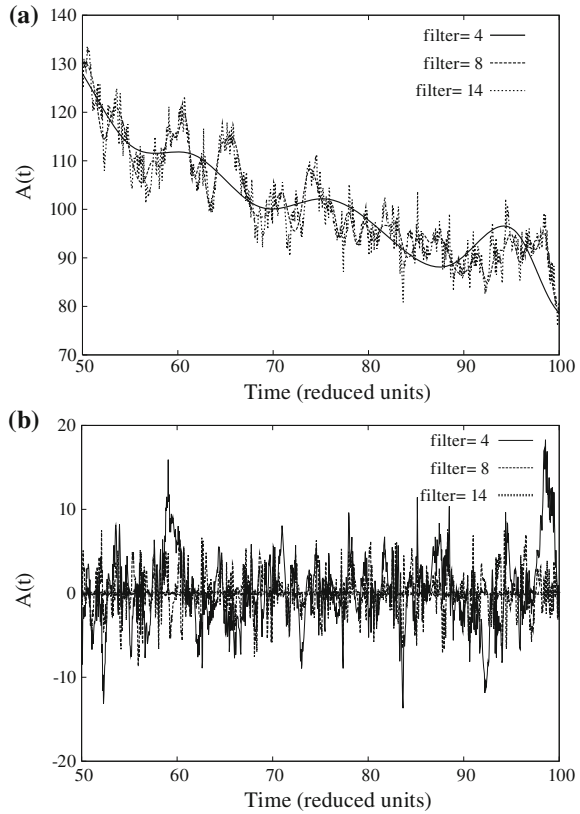 (a)
140
130
120
110
100
90
80
70
50
60
70
80
90
100
A(t)
Time (reduced units)
filter= 4
filter= 8
filter= 14
(b)
20
10
0
-10
-20
50
60
70
80
90
100
A(t)
Time (reduced units)
filter= 4
filter= 8
filter= 14